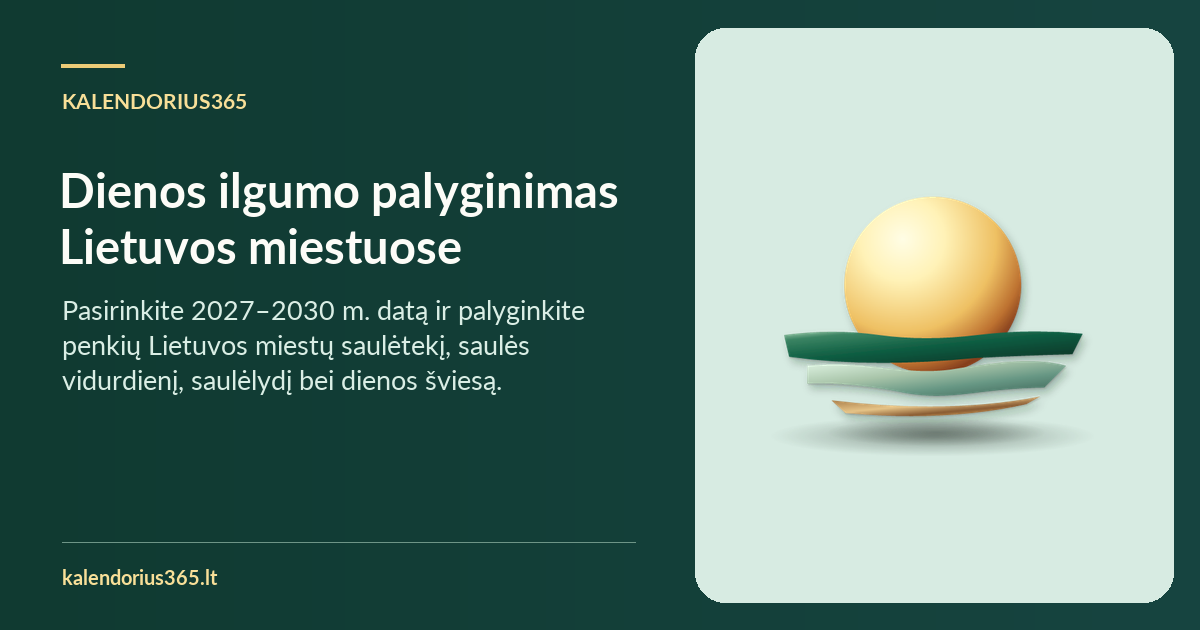 KALENDORIUS365
Dienos ilgumo palyginimas
Lietuvos miestuose
Pasirinkite 2027–2030 m. datą ir palyginkite
penkių Lietuvos miestų saulėtekį, saulės
vidurdienį, saulėlydį bei dienos šviesą.
kalendorius365.lt